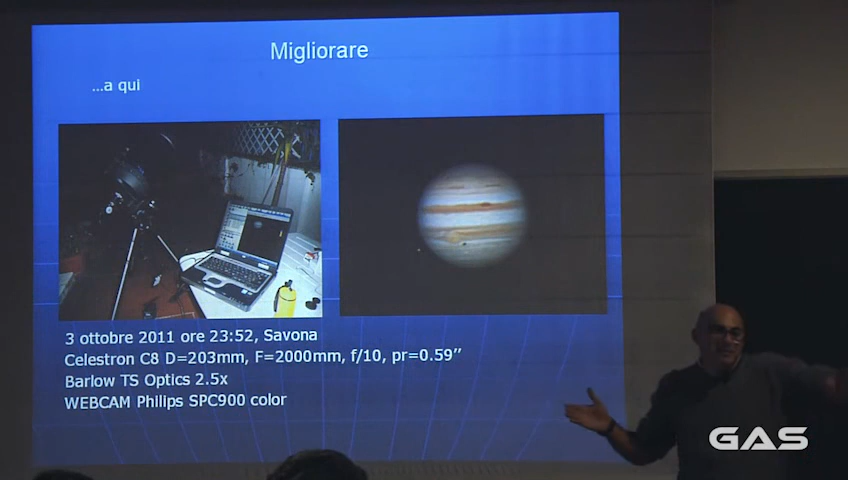 Migliorare
...a qui
3 ottobre 2011 ore 23:52, Savona
Celestron C8 D=203mm, F=2000mm, f/10, pr=0.59’’
Barlow TS Optics 2.5x
WEBCAM Philips SPC900 color
GAS